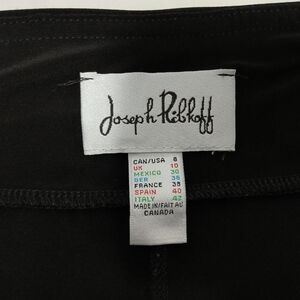 Joseph Ribkoff
CAN/USA 8
UK 10
MEXICO 30
BER 36
FRANCE 38
SPAIN 40
ITALY 42
MADE IN/FAIT AU
CANADA